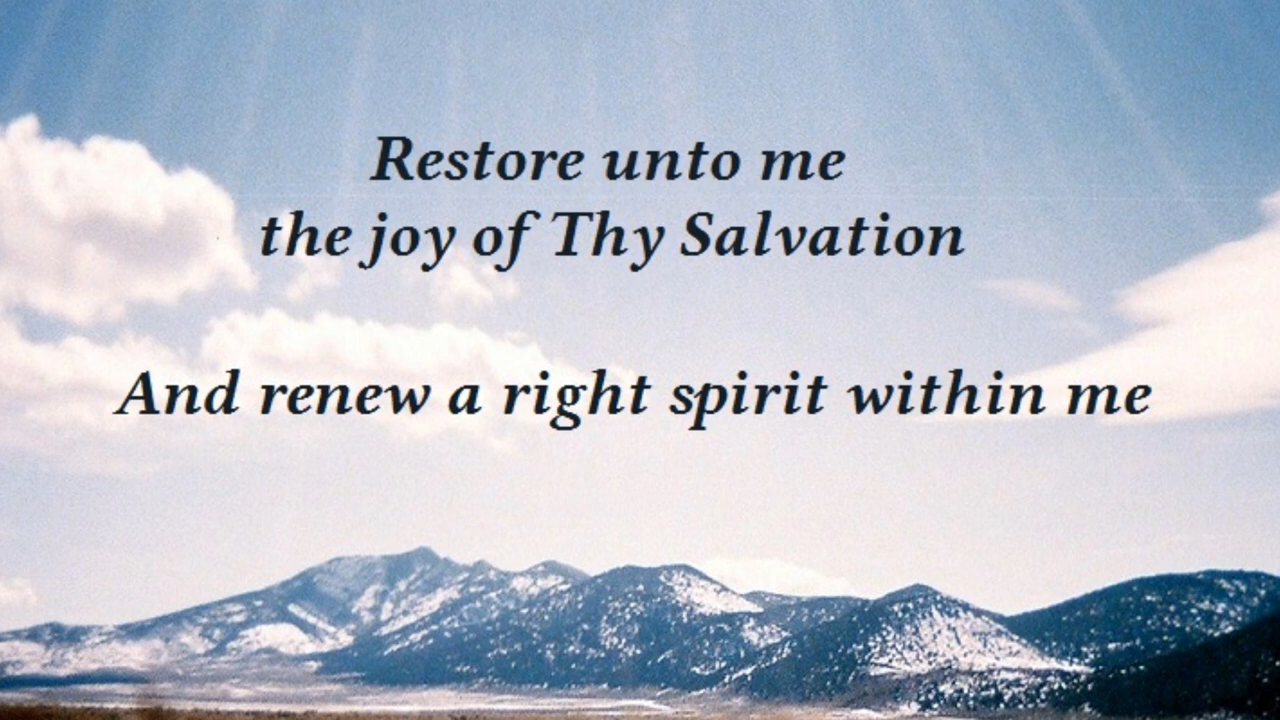 Restore unto me
the joy of Thy Salvation
And renew a right spirit within me